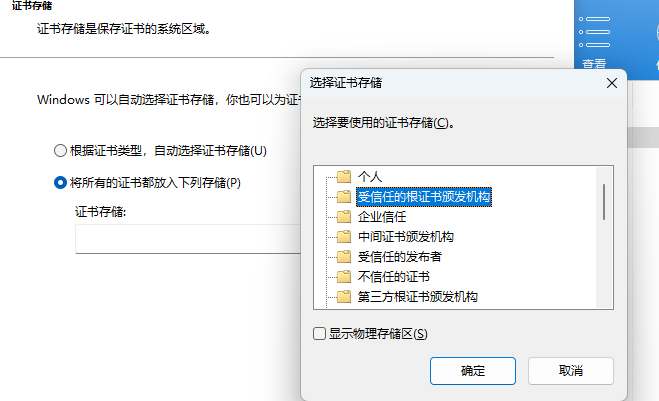 证书存储
证书存储是保存证书的系统区域。
查看
Windows 可以自动选择证书存储，你也可以为证书
根据证书类型，自动选择证书存储(U)
将所有的证书都放入下列存储(P)
证书存储:
选择证书存储
选择要使用的证书存储(C)。
个人
受信任的根证书颁发机构
企业信任
中间证书颁发机构
受信任的发布者
不信任的证书
第三方根证书颁发机构
显示物理存储区(S)
确定
取消